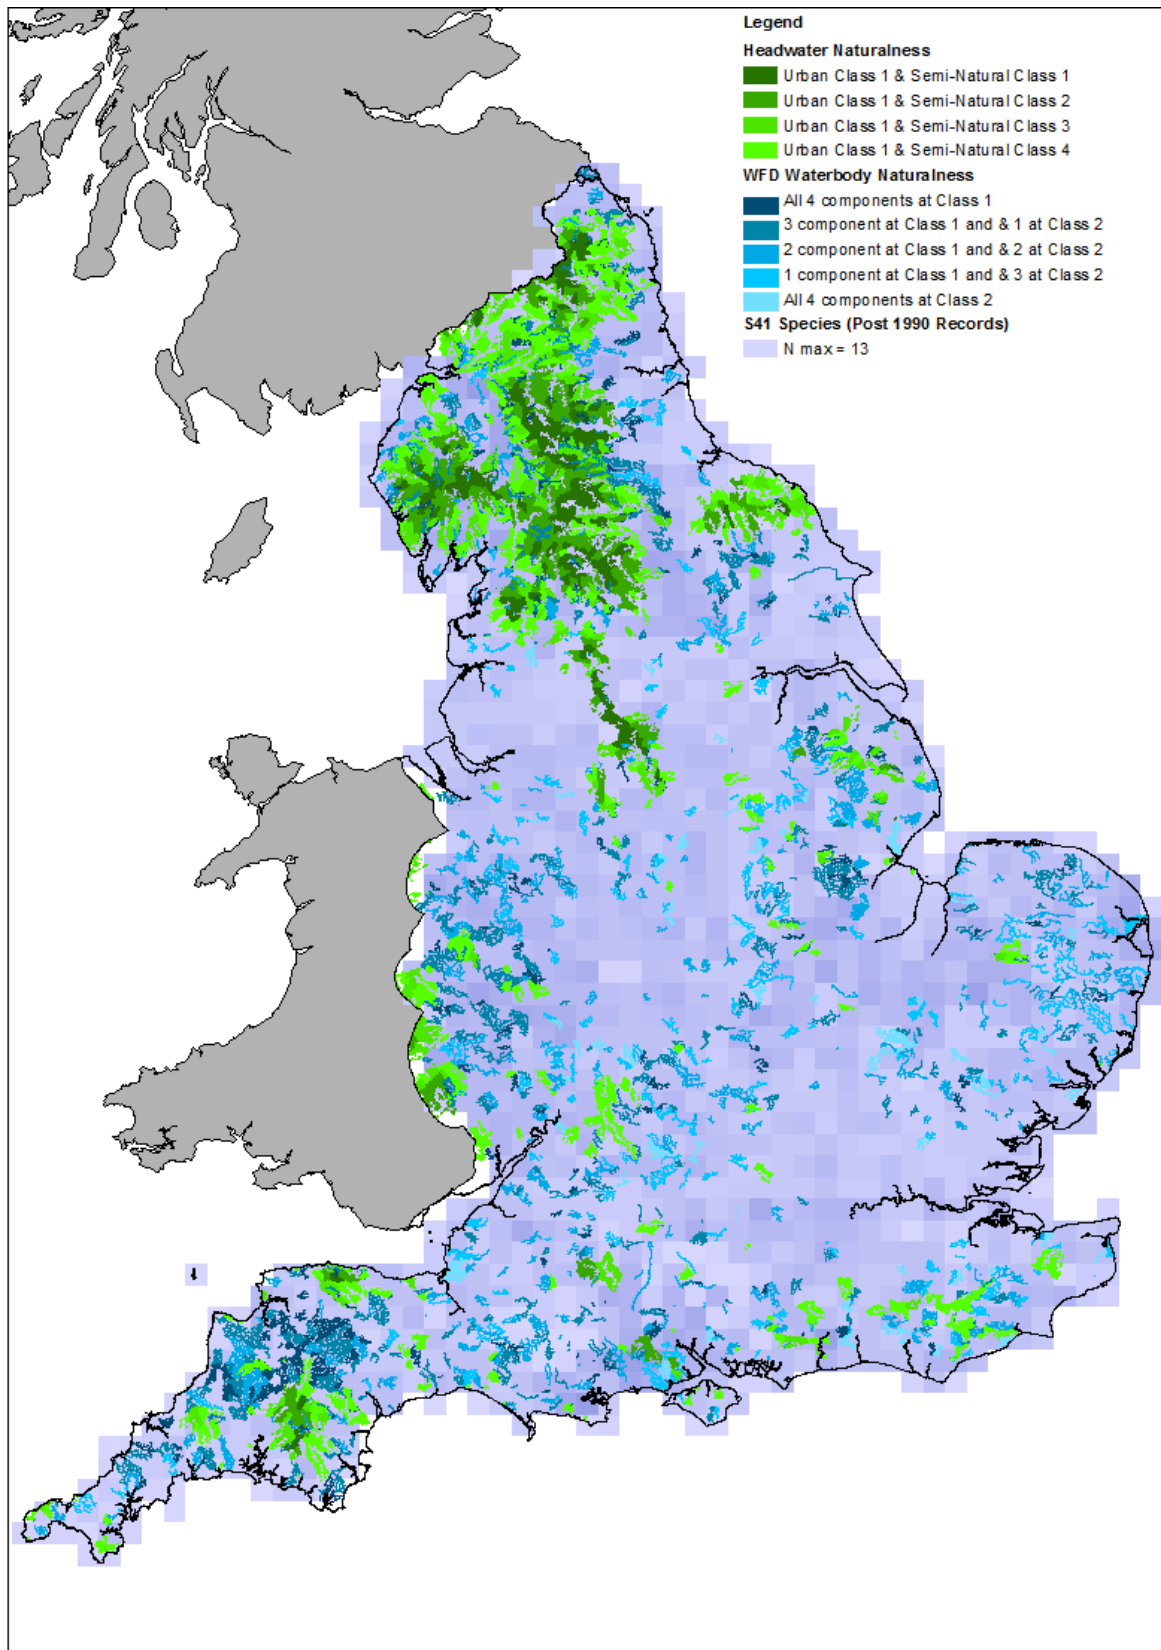 Legend
Headwater Naturalness
Urban Class 1 & Semi-Natural Class 1
Urban Class 1 & Semi-Natural Class 2
Urban Class 1 & Semi-Natural Class 3
Urban Class 1 & Semi-Natural Class 4
WFD Waterbody Naturalness
All 4 components at Class 1
3 component at Class 1 and & 1 at Class 2
2 component at Class 1 and & 2 at Class 2
1 component at Class 1 and & 3 at Class 2
All 4 components at Class 2
S41 Species (Post 1990 Records)
N max = 13